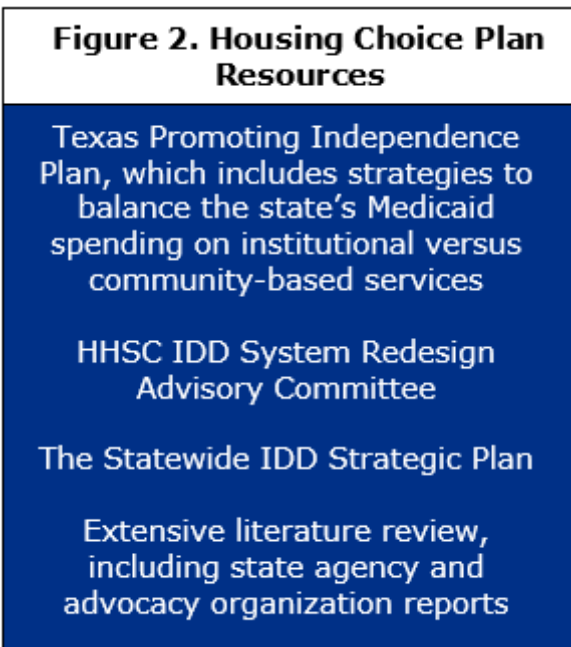 Figure 2. Housing Choice Plan
Resources
Texas Promoting Independence
Plan, which includes strategies to
balance the state’s Medicaid
spending on institutional versus
community-based services
HHSC IDD System Redesign
Advisory Committee
The Statewide IDD Strategic Plan
Extensive literature review,
including state agency and
advocacy organization reports